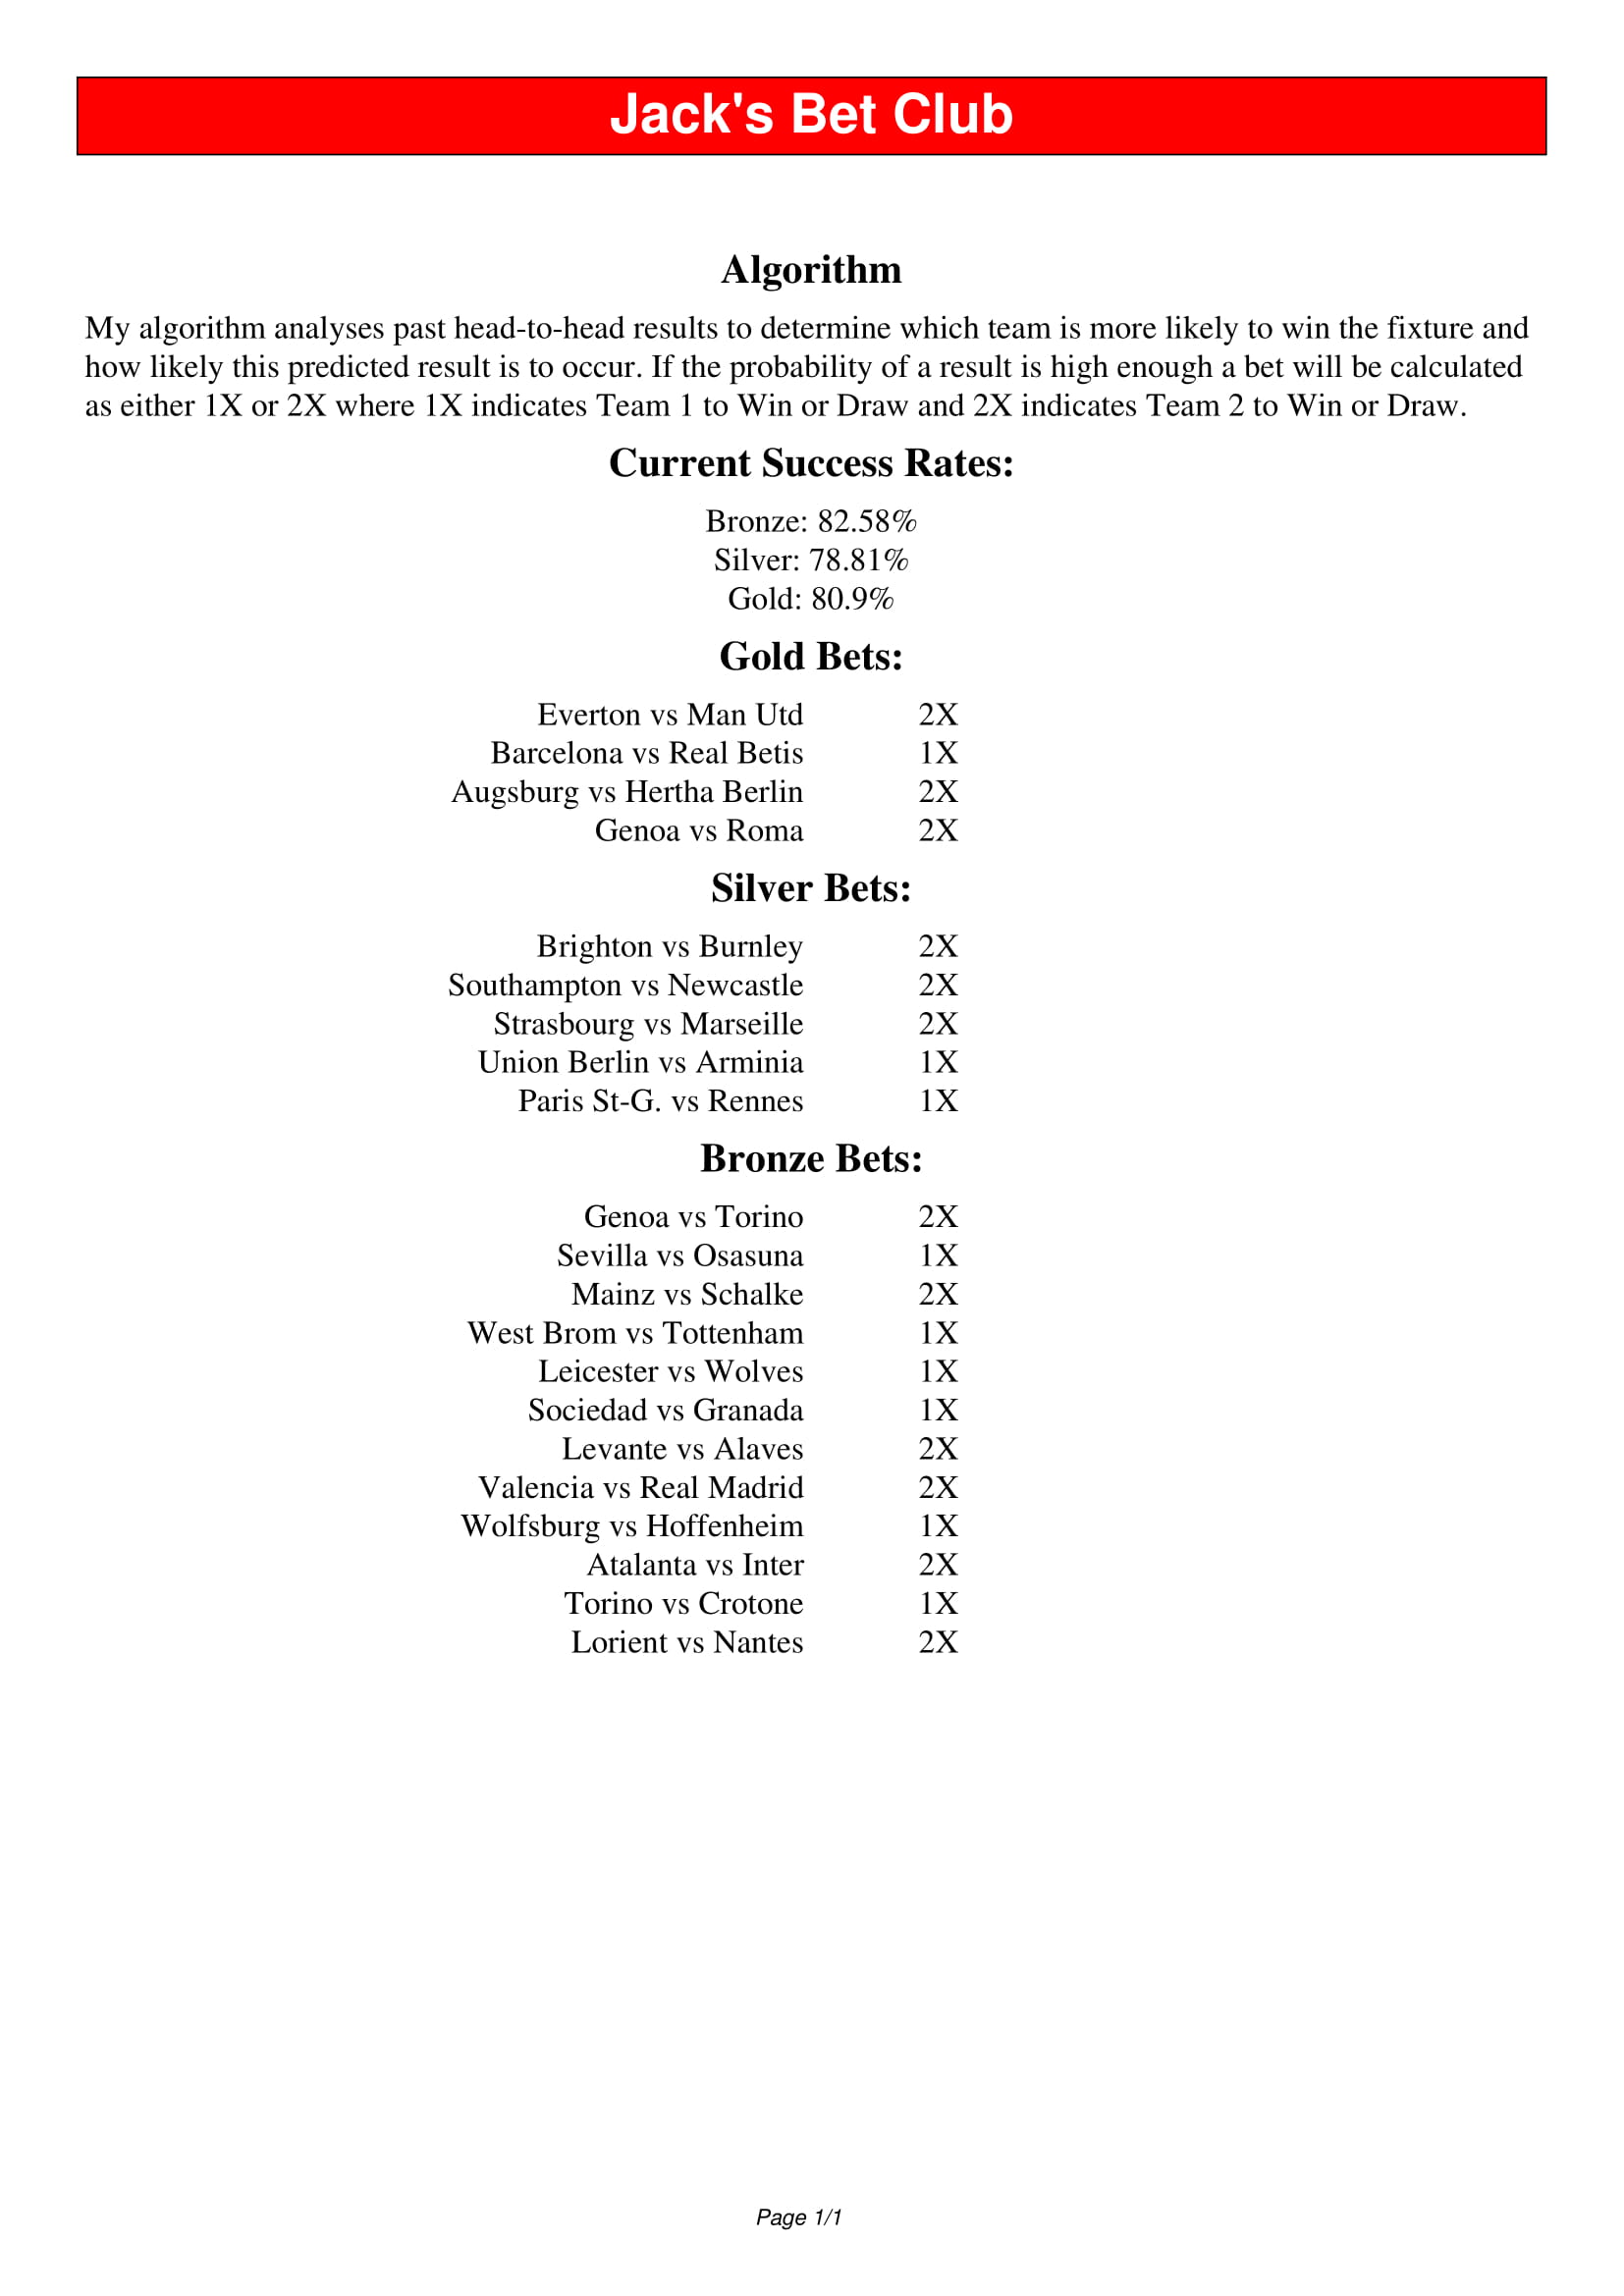 Jack's Bet Club
Algorithm
My algorithm analyses past head-to-head results to determine which team is more likely to win the fixture and
how likely this predicted result is to occur. If the probability of a result is high enough a bet will be calculated
as either 1X or 2X where 1X indicates Team 1 to Win or Draw and 2X indicates Team 2 to Win or Draw.
Current Success Rates:
Bronze: 82.58%
Silver: 78.81%
Gold: 80.9%
Gold Bets:
Everton vs Man Utd 2X
Barcelona vs Real Betis 1X
Augsburg vs Hertha Berlin 2X
Genoa vs Roma 2X
Silver Bets:
Brighton vs Burnley 2X
Southampton vs Newcastle 2X
Strasbourg vs Marseille 2X
Union Berlin vs Arminia 1X
Paris St-G. vs Rennes 1X
Bronze Bets:
Genoa vs Torino 2X
Sevilla vs Osasuna 1X
Mainz vs Schalke 2X
West Brom vs Tottenham 1X
Leicester vs Wolves 1X
Sociedad vs Granada 1X
Levante vs Alaves 2X
Valencia vs Real Madrid 2X
Wolfsburg vs Hoffenheim 1X
Atalanta vs Inter 2X
Torino vs Crotone 1X
Lorient vs Nantes 2X
Page 1/1